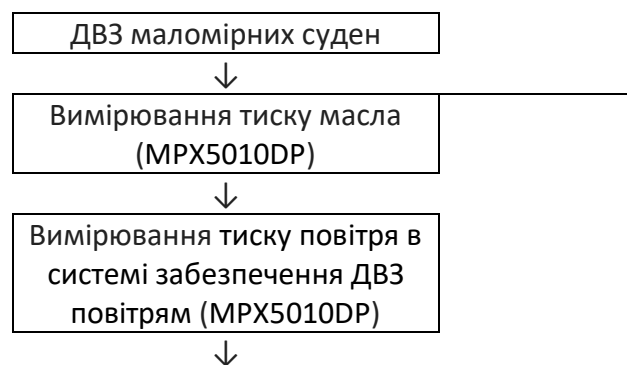 ДВЗ маломірних суден
↓
Вимірювання тиску масла
(MPX5010DP)
↓
Вимірювання тиску повітря в
системі забезпечення ДВЗ
повітрям (MPX5010DP)
↓